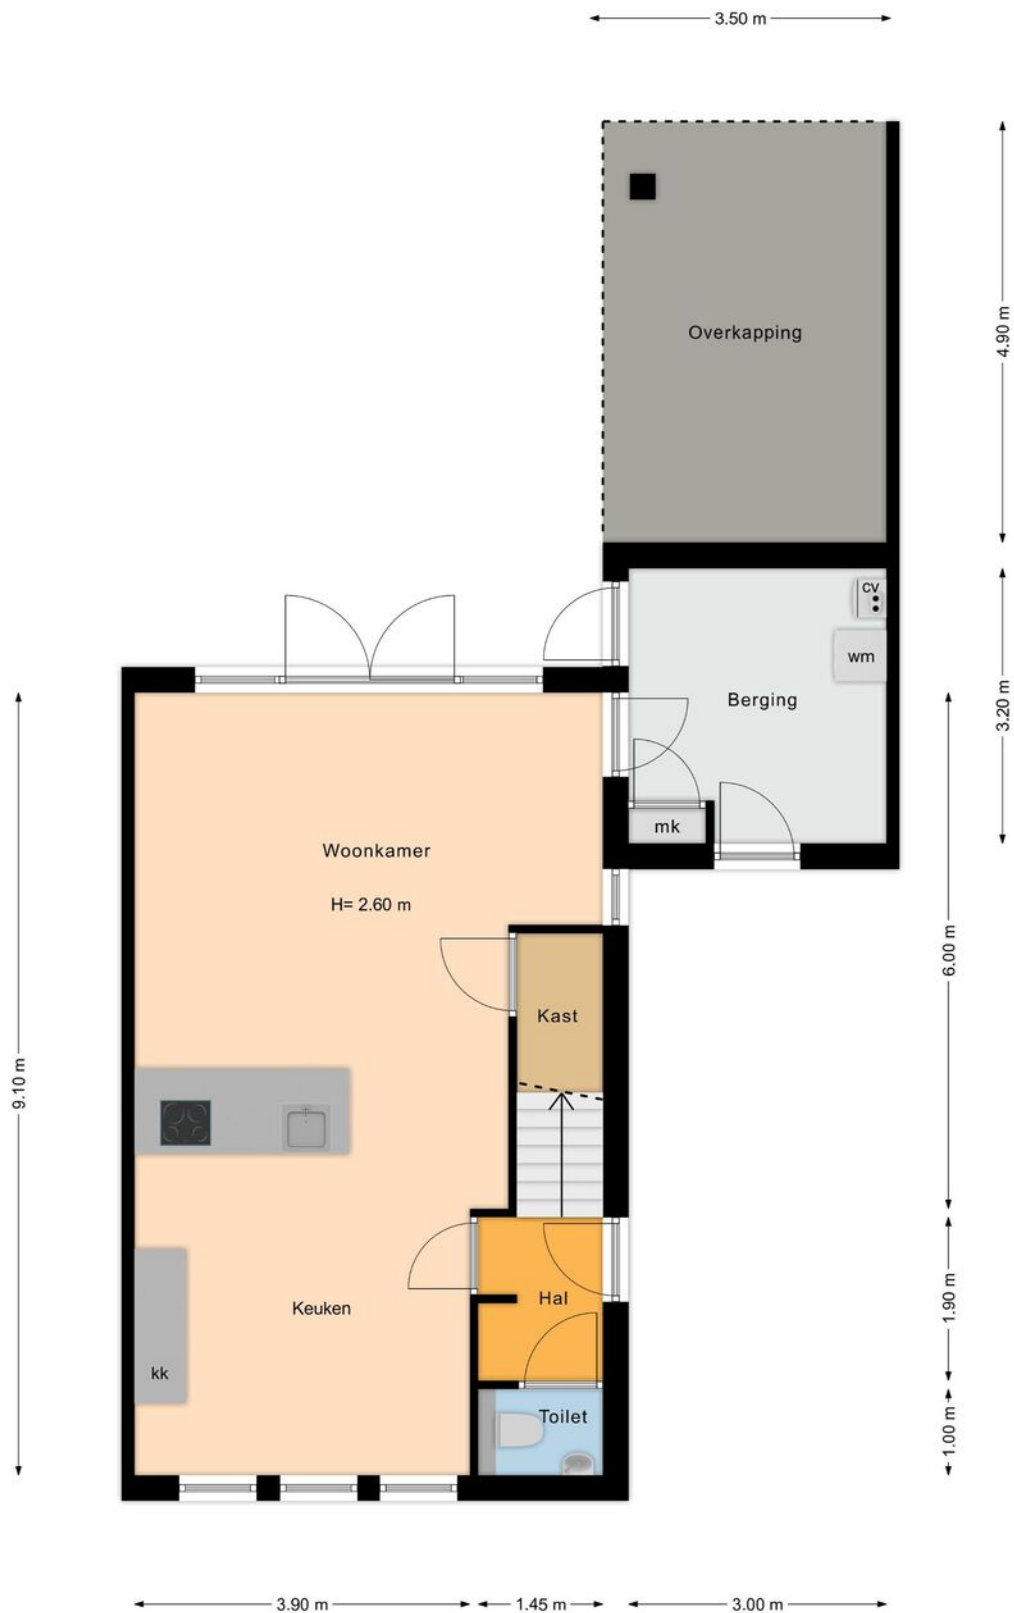 3.50 m
Overkapping
4.90 m
cv
wm
Berging
3.20 m
mk
Woonkamer
H= 2.60 m
6.00 m
Kast
9.10 m
Hal
1.90 m
Keuken
kk
Toilet
1.00 m
3.90 m
1.45 m
3.00 m